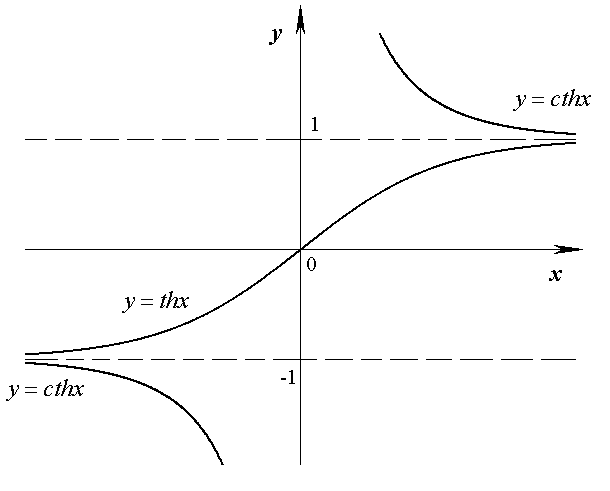 y
y = cthx
1
0
x
y = thx
-1
y = cthx